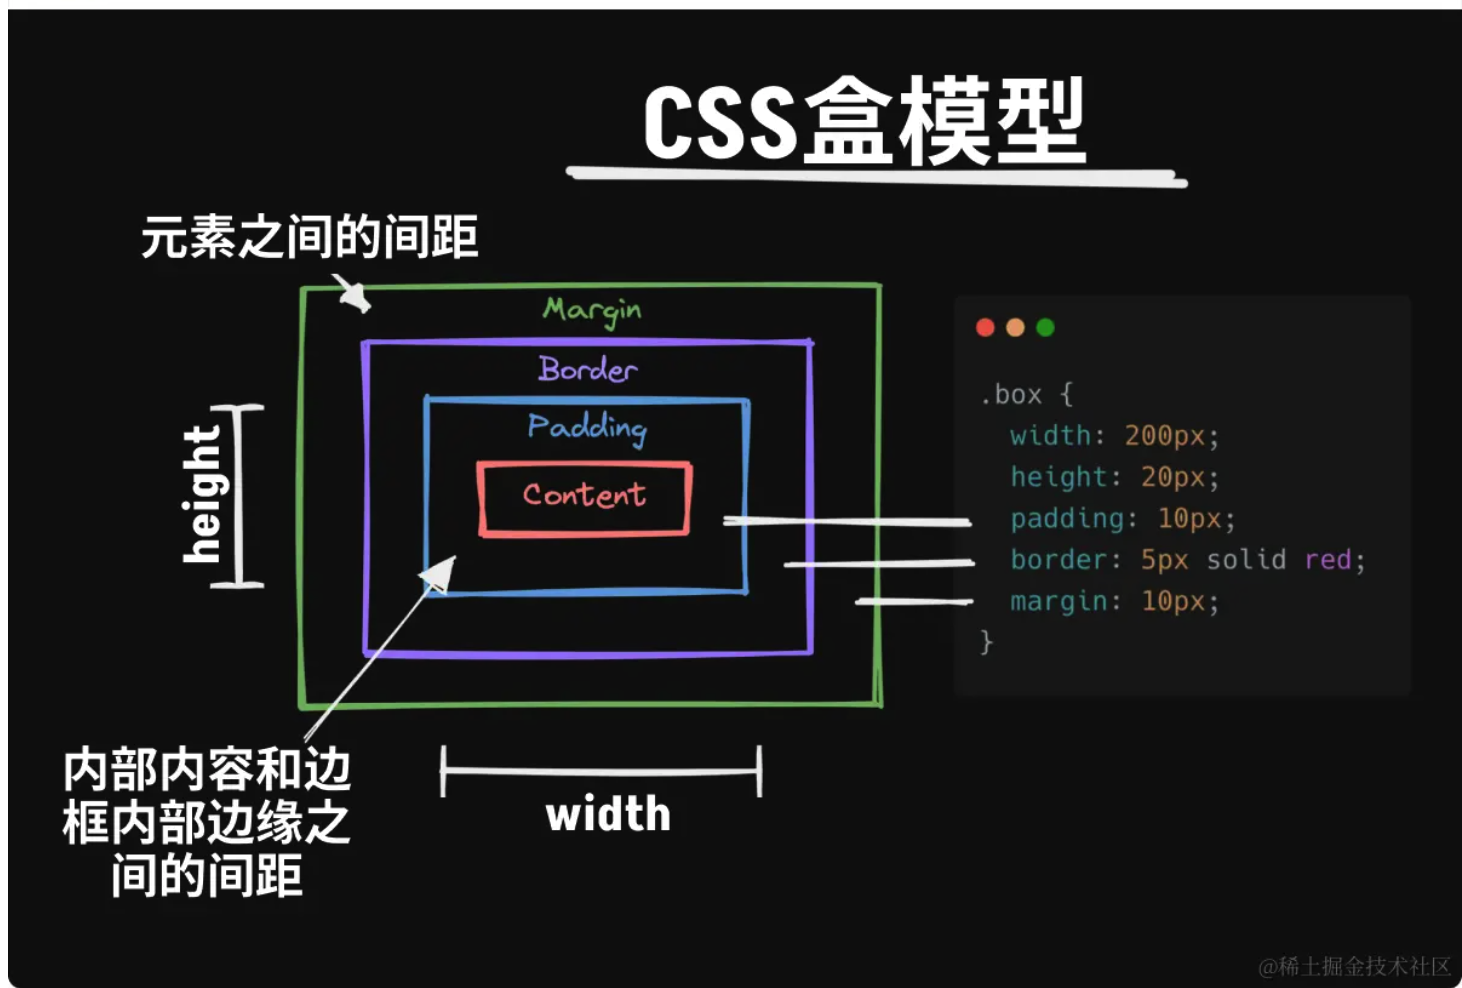 CSS盒模型
元素之间的间距
Margin
Border
Padding
Content
height
width
内部内容和边
框内部边缘之
间的间距
.box {
  width: 200px;
  height: 20px;
  padding: 10px;
  border: 5px solid red;
  margin: 10px;
}
@稀土掘金技术社区